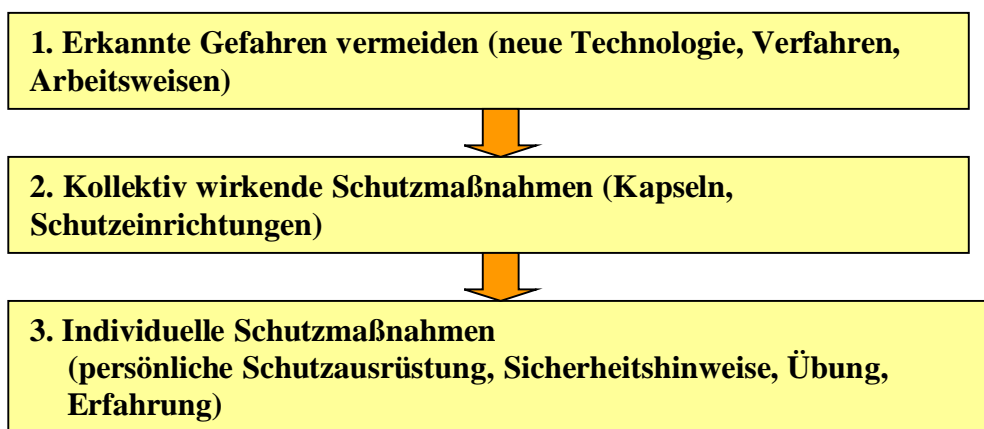 1. Erkannte Gefahren vermeiden (neue Technologie, Verfahren,
Arbeitsweisen)
2. Kollektiv wirkende Schutzmaßnahmen (Kapseln,
Schutzeinrichtungen)
3. Individuelle Schutzmaßnahmen
(persönliche Schutzausrüstung, Sicherheitshinweise, Übung,
Erfahrung)